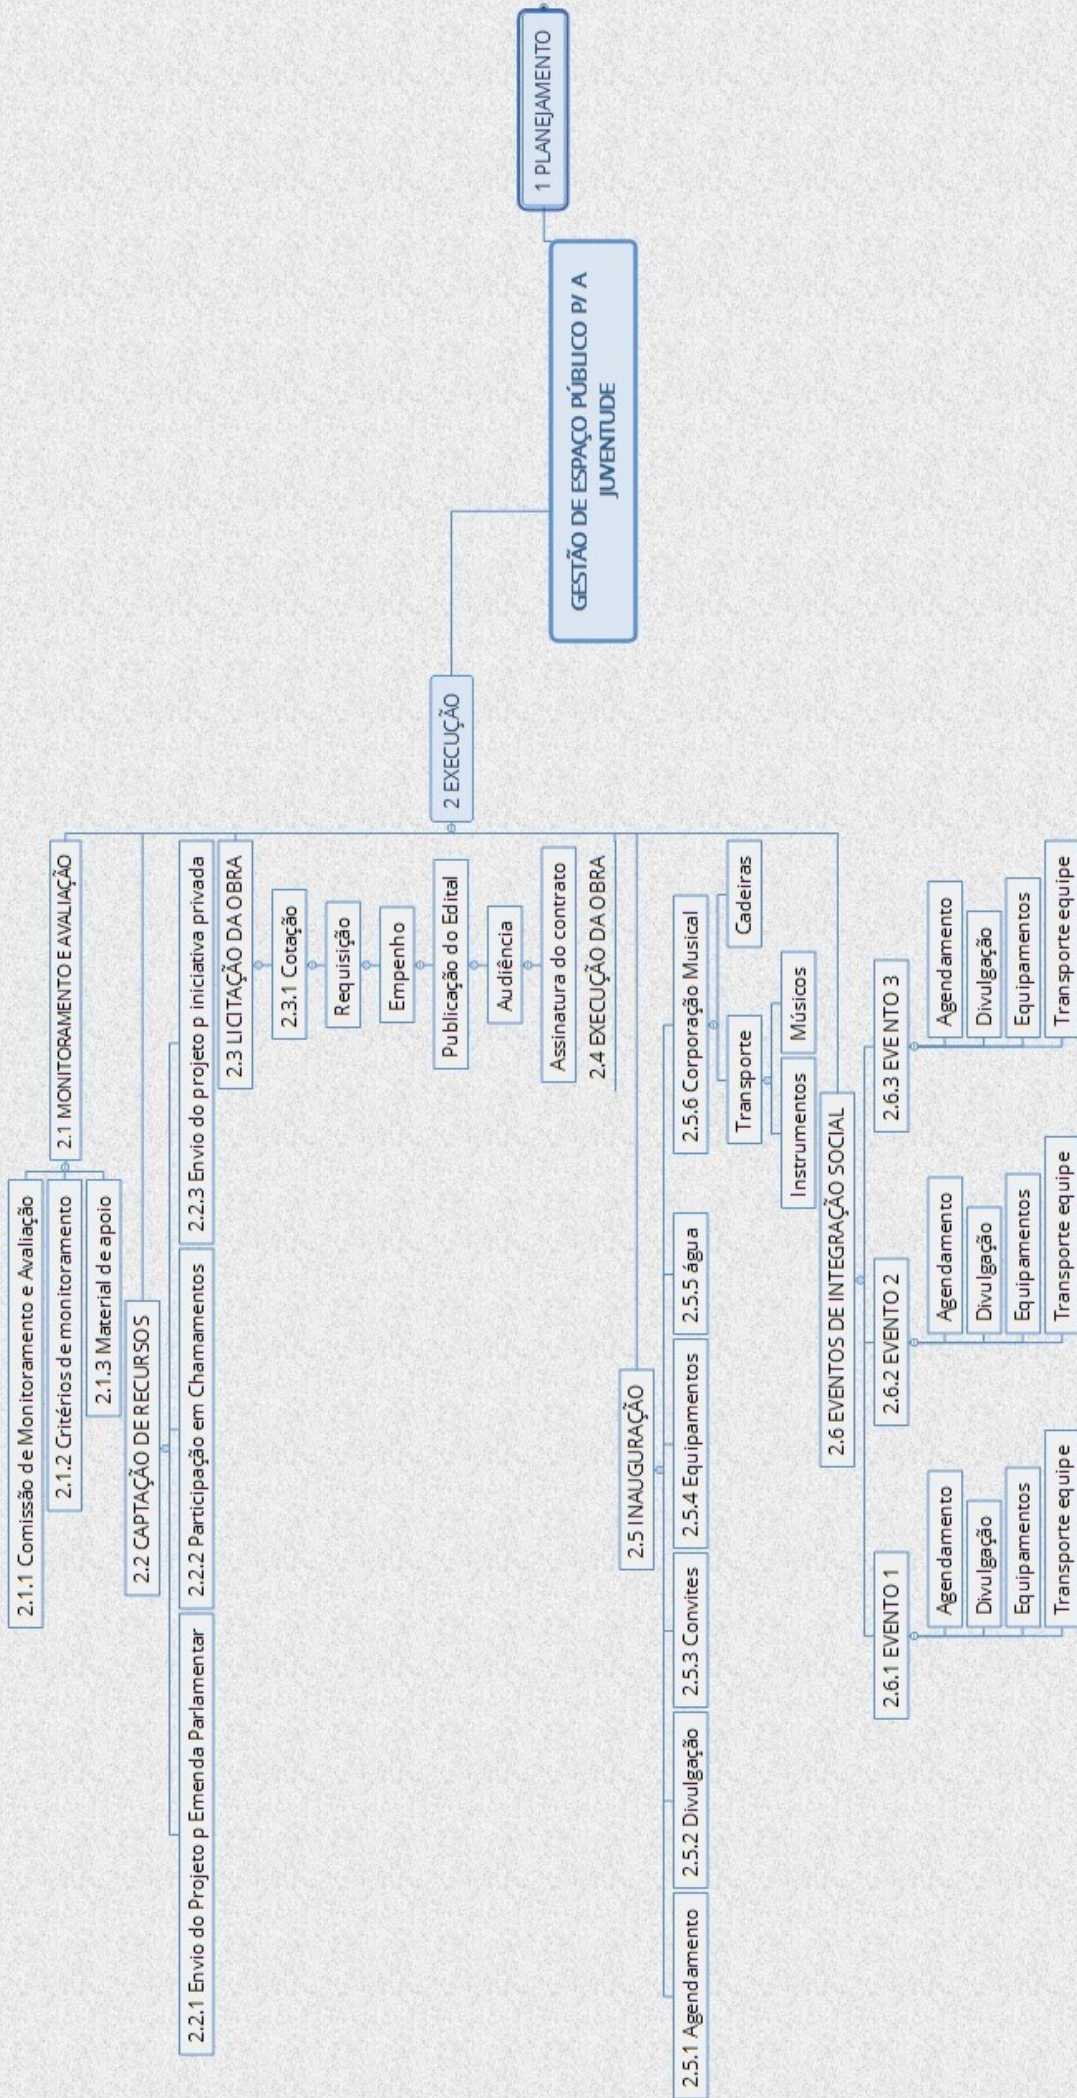 1 PLANEJAMENTO
GESTÃO DE ESPAÇO PÚBLICO P/ A
JUVENTUDE
2 EXECUÇÃO
2.1 MONITORAMENTO E AVALIAÇÃO
2.1.1 Comissão de Monitoramento e Avaliação
2.1.2 Critérios de monitoramento
2.1.3 Material de apoio
2.2 CAPTAÇÃO DE RECURSOS
2.2.1 Envio do Projeto p Emenda Parlamentar
2.2.2 Participação em Chamamentos
2.2.3 Envio do projeto p iniciativa privada
2.3 LICITAÇÃO DA OBRA
2.3.1 Cotação
Requisição
Empenho
Publicação do Edital
Audiência
Assinatura do contrato
2.4 EXECUÇÃO DA OBRA
2.5 INAUGURAÇÃO
2.5.1 Agendamento
2.5.2 Divulgação
2.5.3 Convites
2.5.4 Equipamentos
2.5.5 água
2.5.6 Corporação Musical
Transporte
Cadeiras
Instrumentos
Músicos
2.6 EVENTOS DE INTEGRAÇÃO SOCIAL
2.6.1 EVENTO 1
Agendamento
Divulgação
Equipamentos
Transporte equipe
2.6.2 EVENTO 2
Agendamento
Divulgação
Equipamentos
Transporte equipe
2.6.3 EVENTO 3
Agendamento
Divulgação
Equipamentos
Transporte equipe